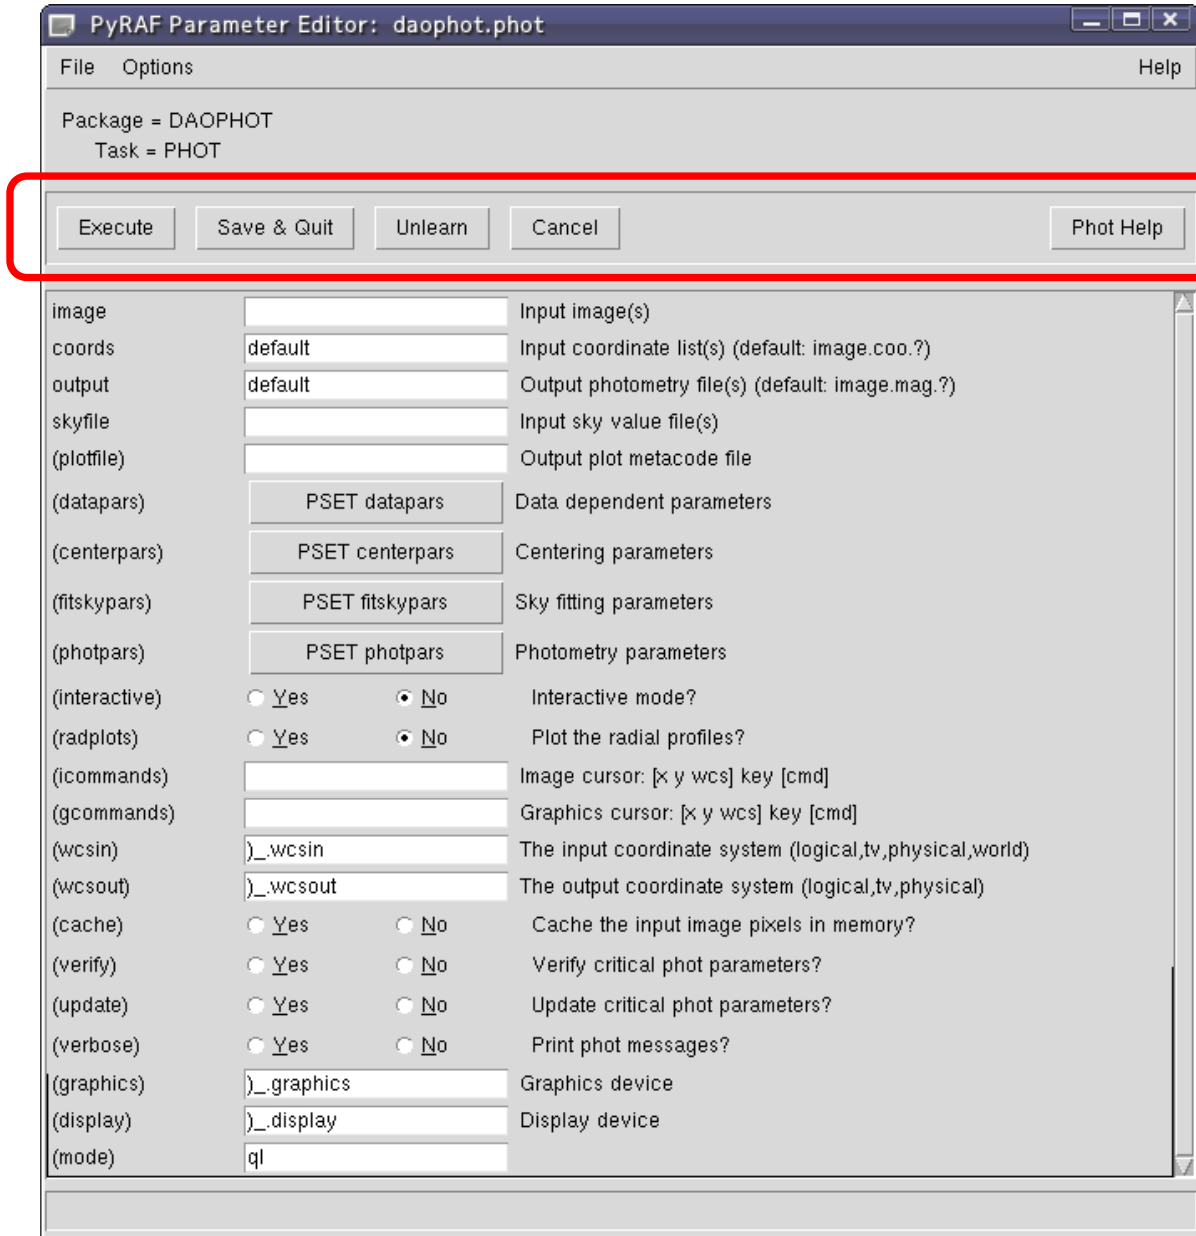 PyRAF Parameter Editor: daophot.phot
File Options Help
Package = DAOPHOT
Task = PHOT
Execute Save & Quit Unlearn Cancel Phot Help
image Input image(s)
coords default Input coordinate list(s) (default: image.coo.?)
output default Output photometry file(s) (default: image.mag.?)
skyfile Input sky value file(s)
(plotfile) Output plot metacode file
(datapars) PSET datapars Data dependent parameters
(centerpars) PSET centerpars Centering parameters
(fitskypars) PSET fitskypars Sky fitting parameters
(photpars) PSET photpars Photometry parameters
(interactive) Yes No Interactive mode?
(radplots) Yes No Plot the radial profiles?
(icommands) Image cursor: [x y wcs] key [cmd]
(gcommands) Graphics cursor: [x y wcs] key [cmd]
(wcsin) )_.wcsin The input coordinate system (logical,tv,physical,world)
(wcsout) )_.wcsout The output coordinate system (logical,tv,physical)
(cache) Yes No Cache the input image pixels in memory?
(verify) Yes No Verify critical phot parameters?
(update) Yes No Update critical phot parameters?
(verbose) Yes No Print phot messages?
(graphics) )_.graphics Graphics device
(display) )_.display Display device
(mode) ql